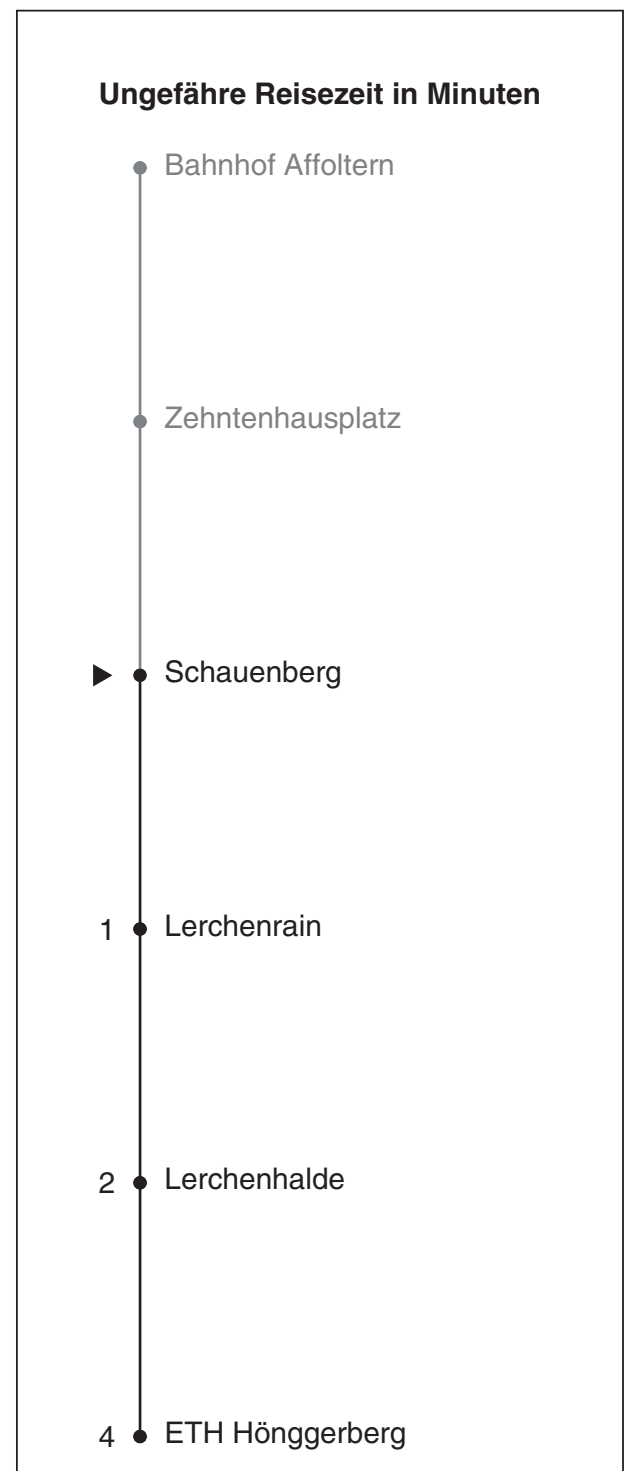 Ungefähre Reisezeit in Minuten
Bahnhof Affoltern
Zehntenhausplatz
Schauenberg
1 Lerchenrain
2 Lerchenhalde
4 ETH Hönggerberg